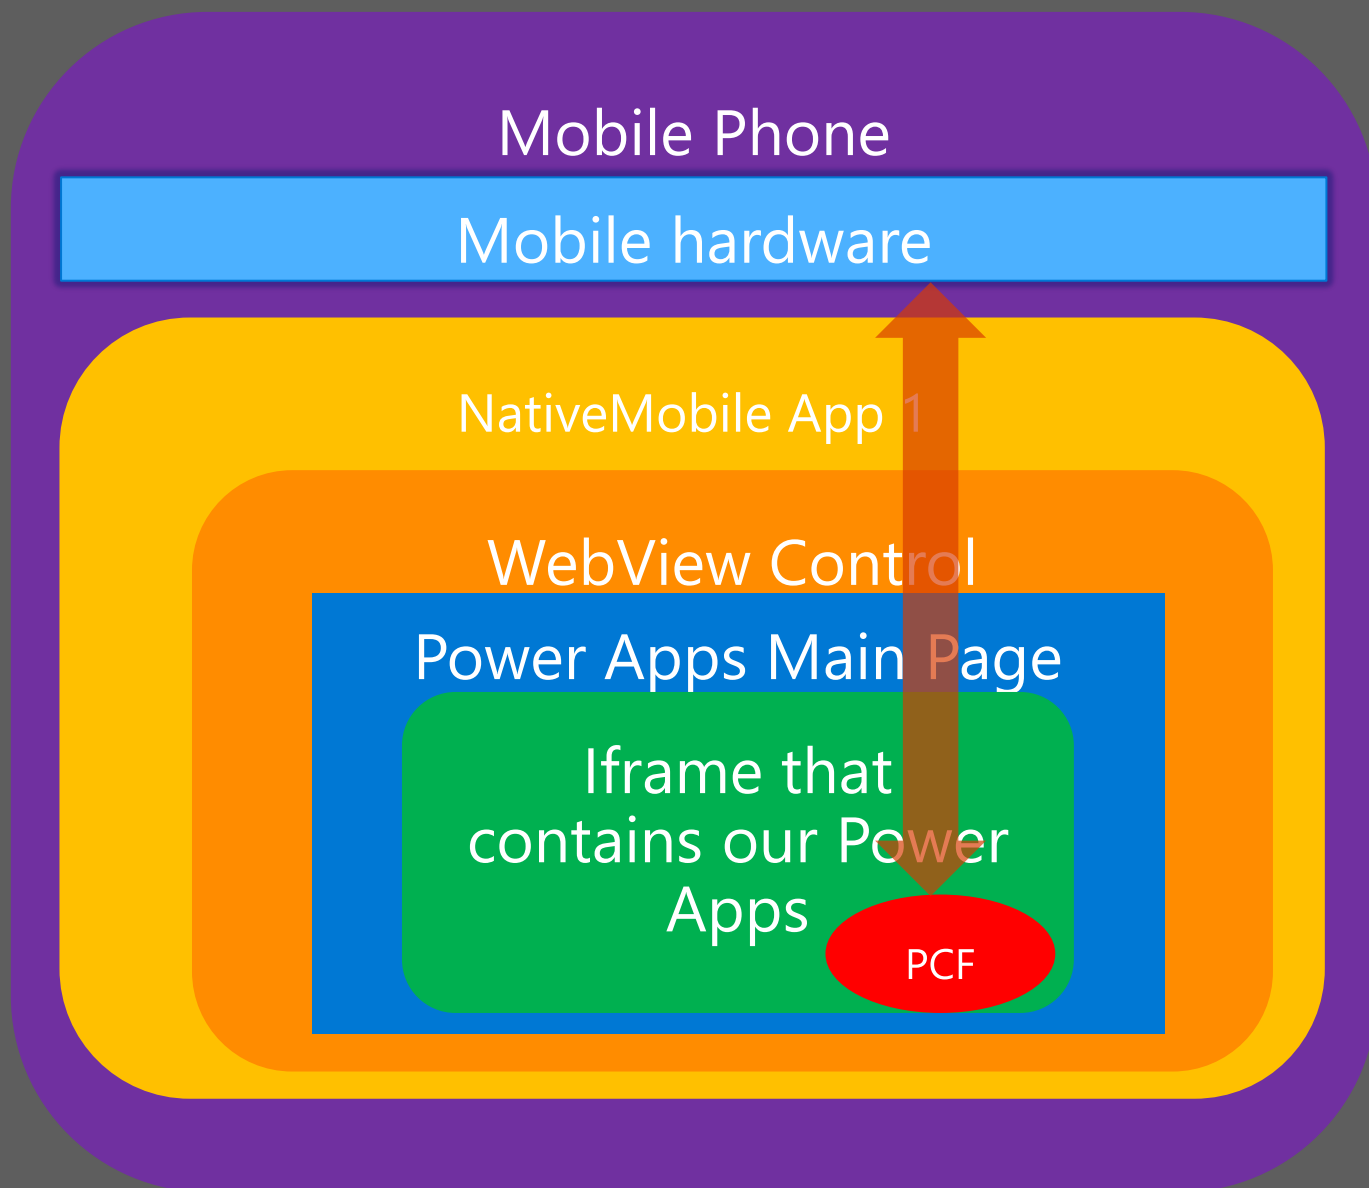 Mobile Phone
Mobile hardware
NativeMobile App 1
WebView Control
Power Apps Main Page
Iframe that
contains our Power
Apps
PCF